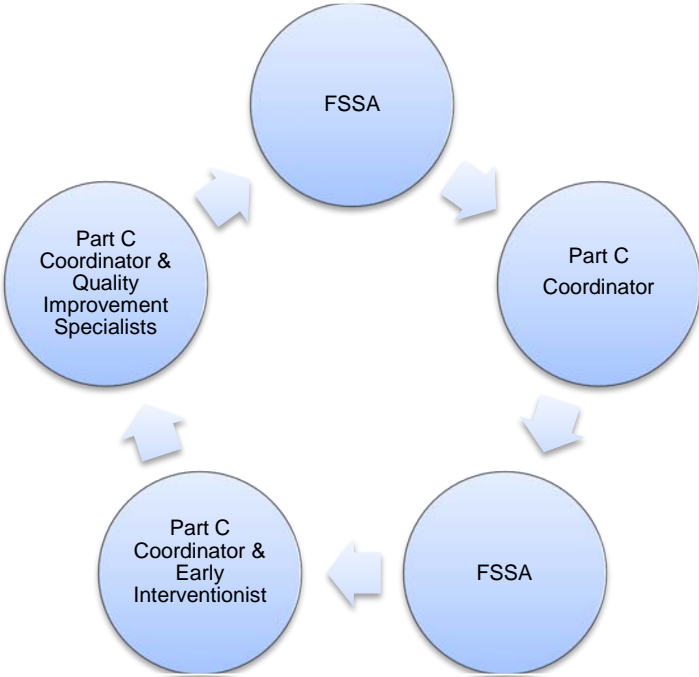 FSSA
Part C
Coordinator
FSSA
Part C
Coordinator &
Early
Interventionist
Part C
Coordinator &
Quality
Improvement
Specialists